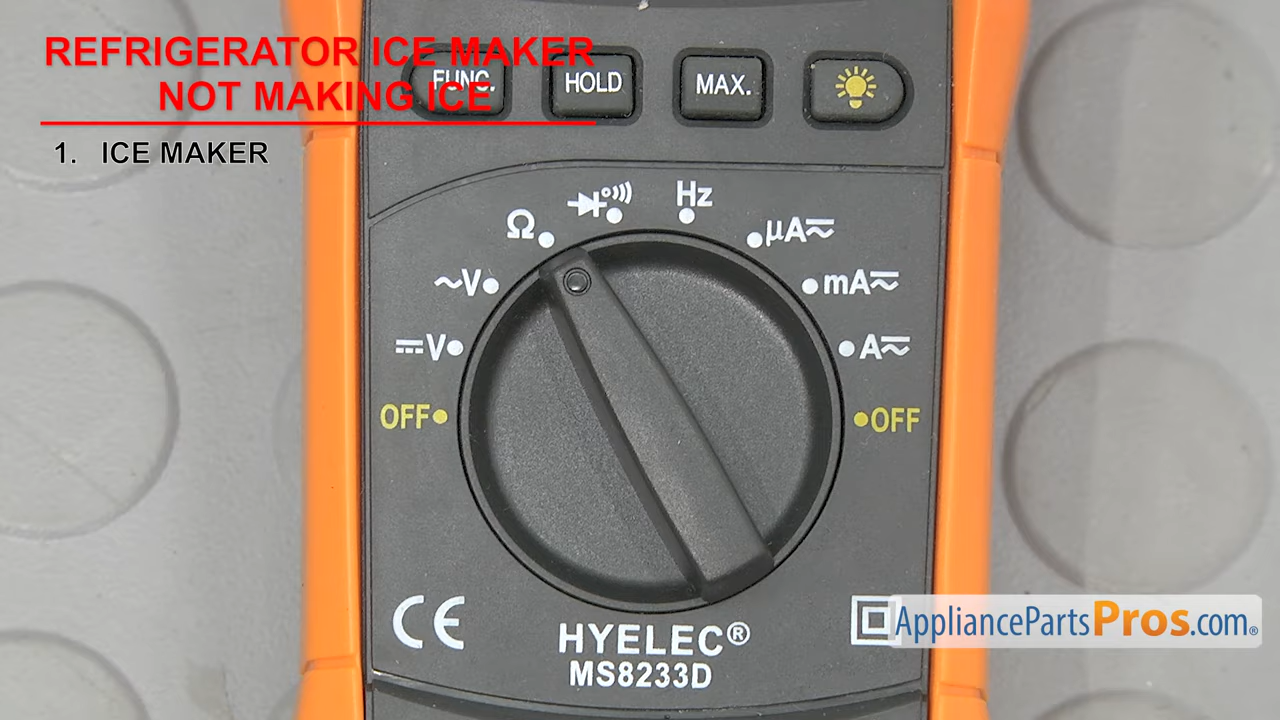 REFRIGERATOR ICE MAKER
NOT MAKING ICE
1. ICE MAKER
FUNC. HOLD MAX.
Hz
Ω
µA
~V
mA
V
A
OFF
OFF
CE
HYELEC®
MS8233D
AppliancePartsPros.com®